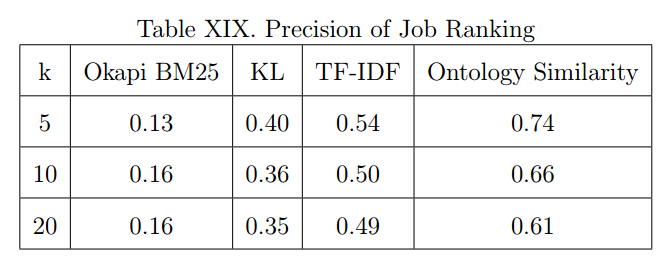 Table XIX. Precision of Job Ranking
k Okapi BM25 KL TF-IDF Ontology Similarity
5 0.13 0.40 0.54 0.74
10 0.16 0.36 0.50 0.66
20 0.16 0.35 0.49 0.61